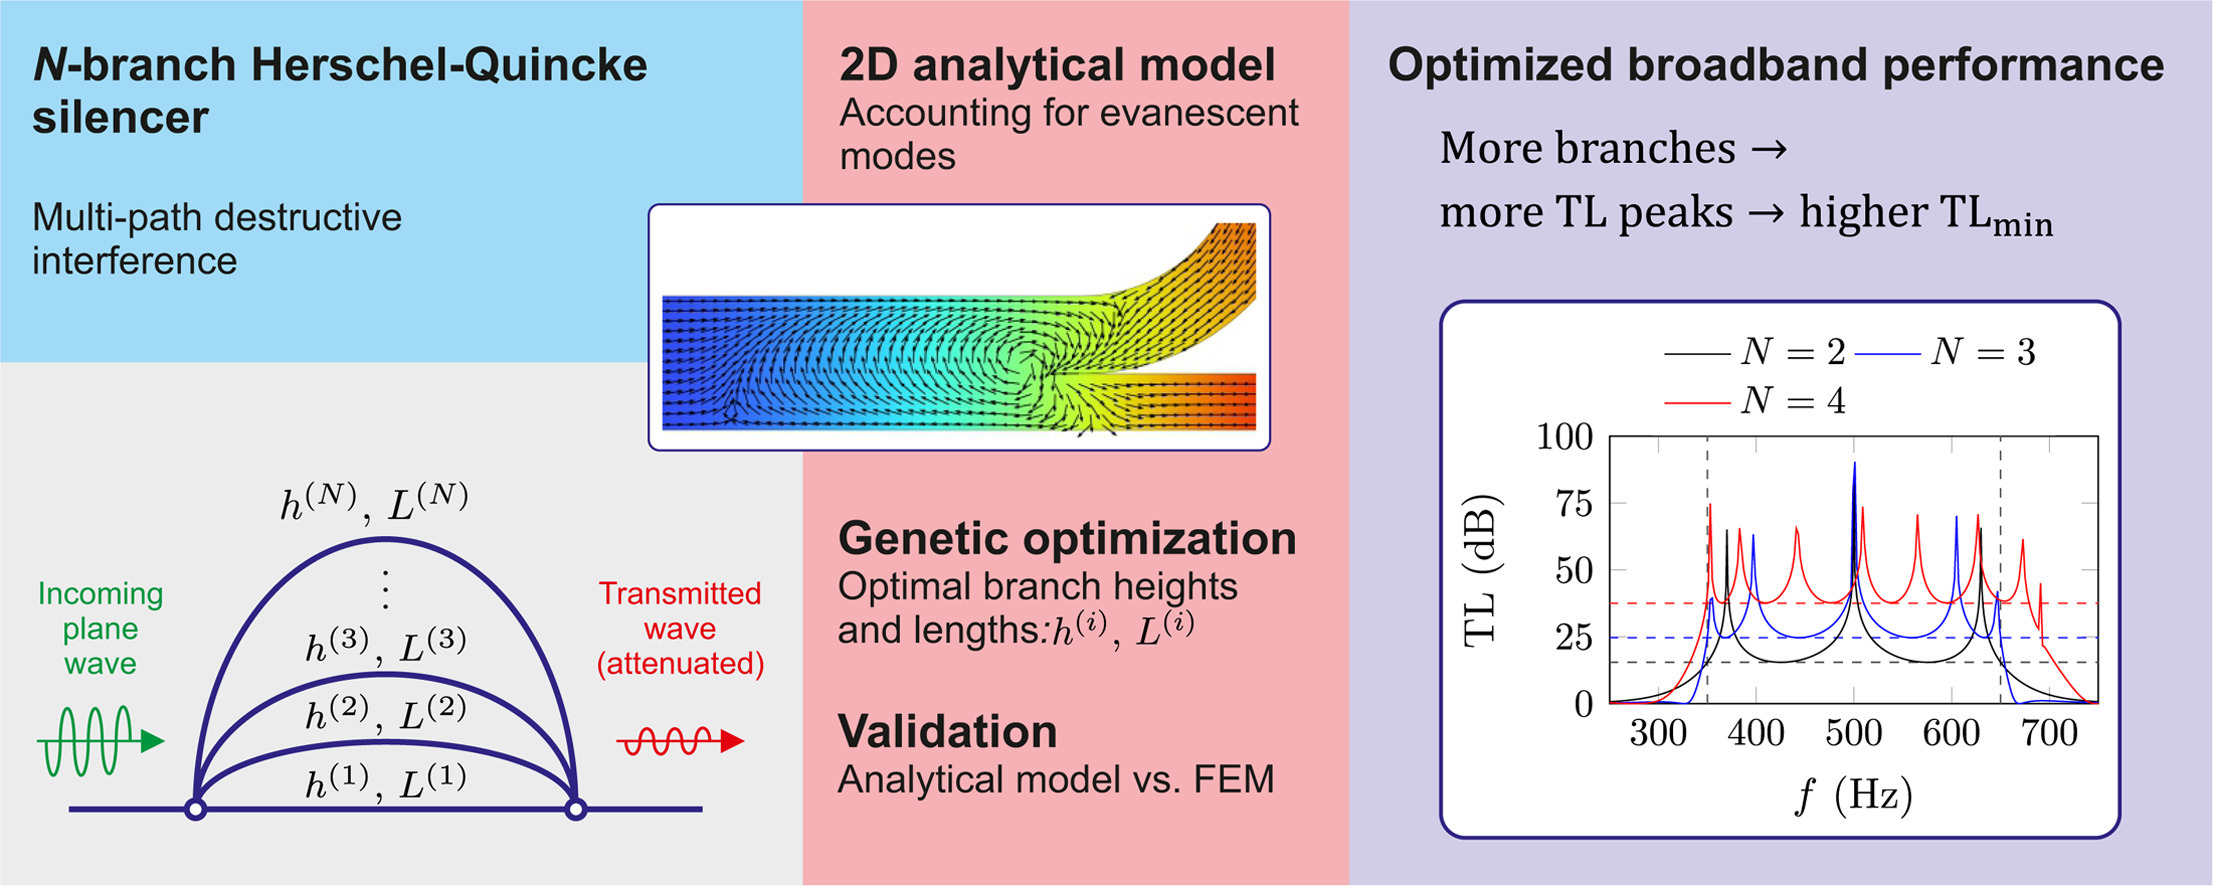 N-branch Herschel-Quincke
silencer
Multi-path destructive
interference
h(N), L(N)
⋮
h(3), L(3)
h(2), L(2)
h(1), L(1)
Incoming
plane
wave
Transmitted
wave
(attenuated)
2D analytical model
Accounting for evanescent
modes
Genetic optimization
Optimal branch heights
and lengths:h(i), L(i)
Validation
Analytical model vs. FEM
Optimized broadband performance
More branches →
more TL peaks → higher TLmin
N = 2 N = 3
N = 4
100
75
50
25
0
TL (dB)
300 400 500 600 700
f (Hz)